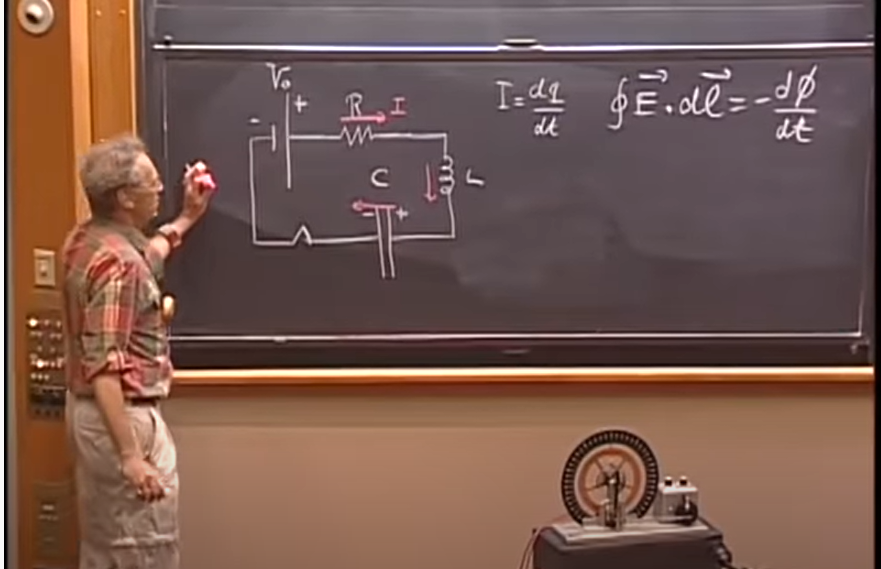 V₀
- + R I
C L
- +
I = dq/dt ∮ E⃗ . dl⃗ = - dϕ/dt